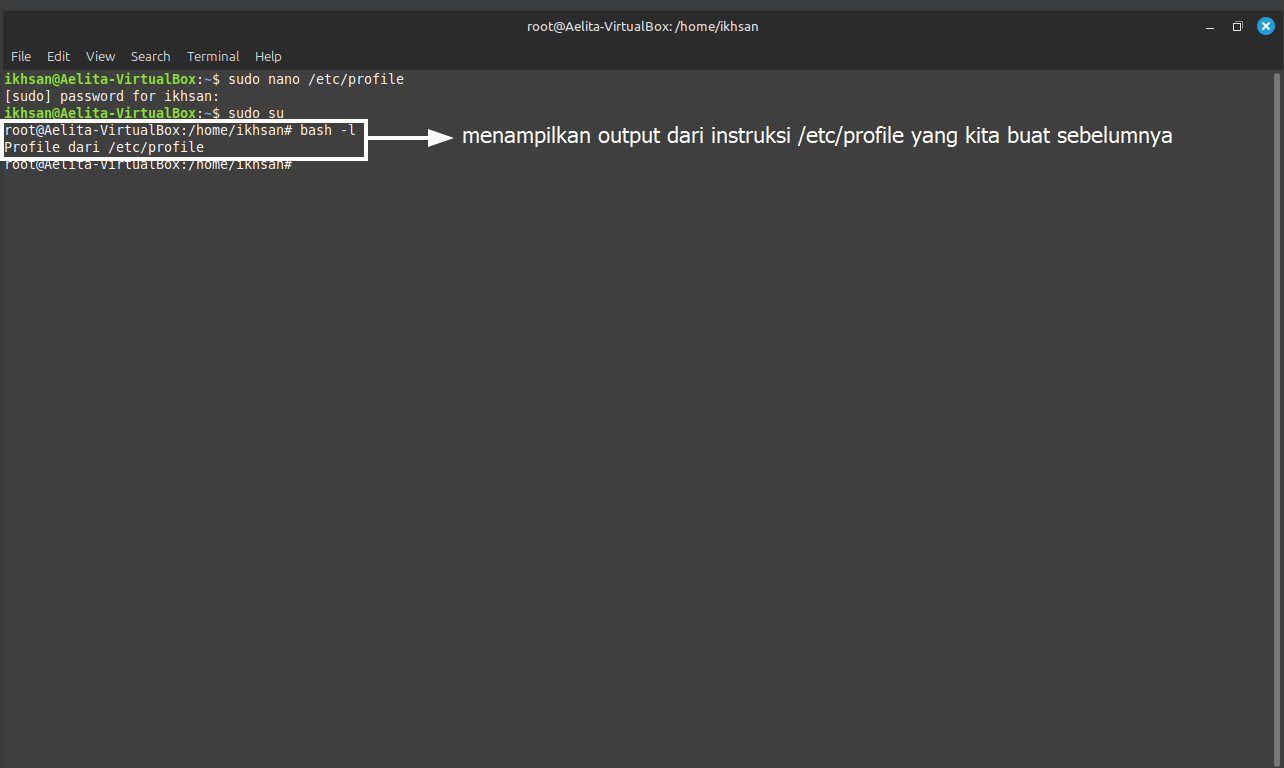 root@Aelita-VirtualBox: /home/ikhsan
File Edit View Search Terminal Help
ikhsan@Aelita-VirtualBox:~$ sudo nano /etc/profile
[sudo] password for ikhsan:
ikhsan@Aelita-VirtualBox:~$ sudo su
root@Aelita-VirtualBox:/home/ikhsan# bash -l
menampilkan output dari instruksi /etc/profile yang kita buat sebelumnya
Profile dari /etc/profile
root@Aelita-VirtualBox:/home/ikhsan#